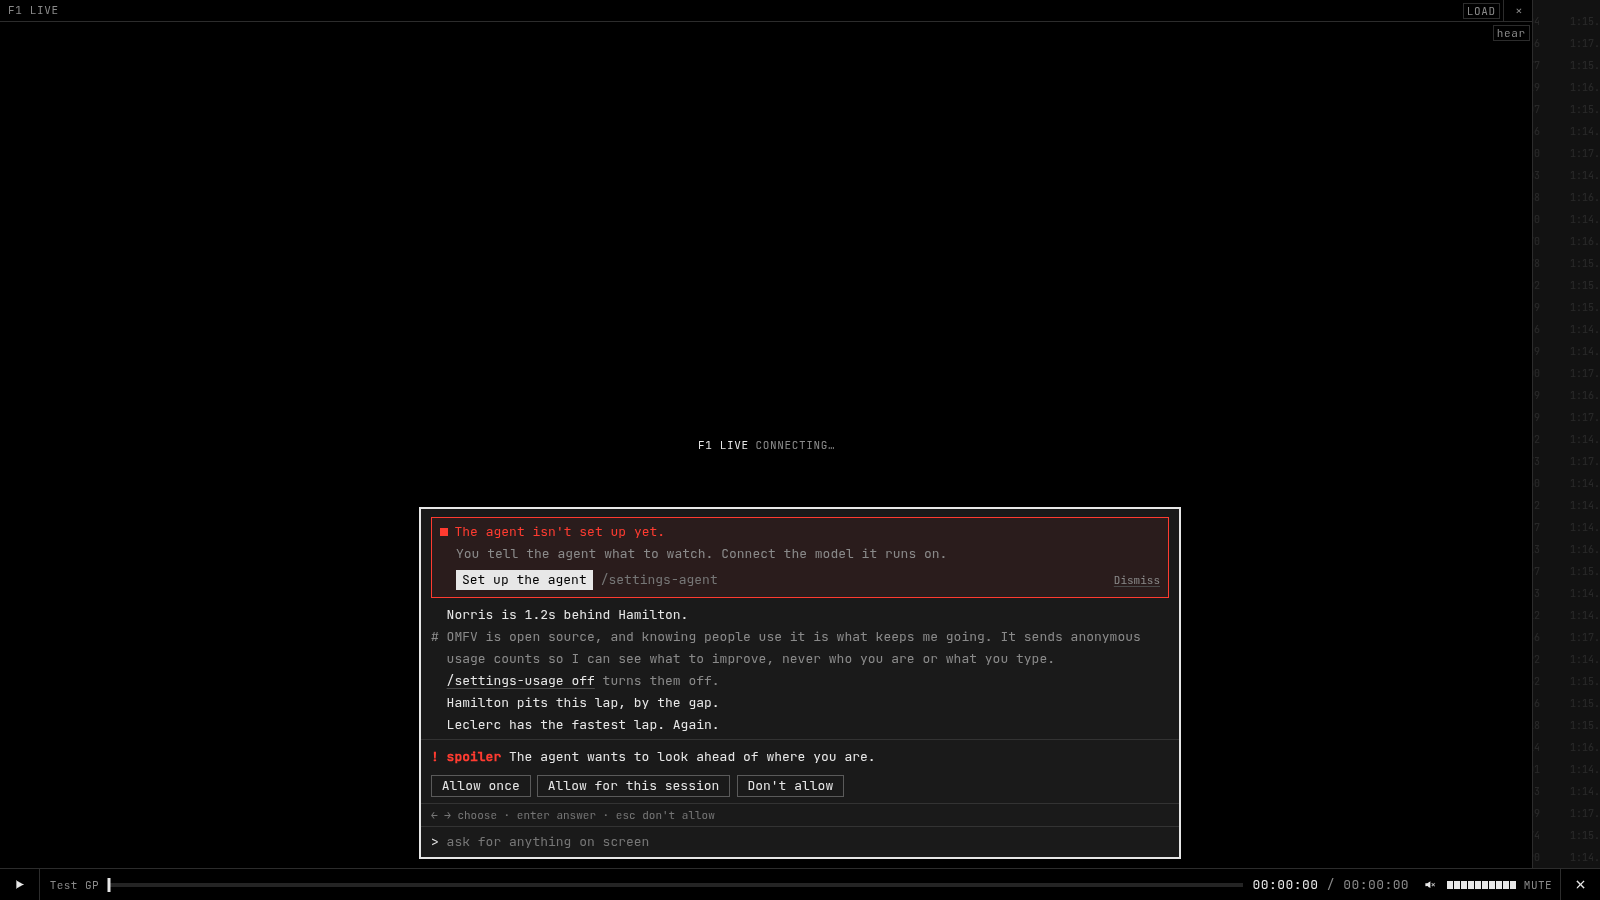 F1 LIVE
LOAD ×
hear
F1 LIVE CONNECTING…
The agent isn't set up yet.
You tell the agent what to watch. Connect the model it runs on.
Set up the agent /settings-agent Dismiss
Norris is 1.2s behind Hamilton.
# OMFV is open source, and knowing people use it is what keeps me going. It sends anonymous
usage counts so I can see what to improve, never who you are or what you type.
/settings-usage off turns them off.
Hamilton pits this lap, by the gap.
Leclerc has the fastest lap. Again.
! spoiler The agent wants to look ahead of where you are.
Allow once Allow for this session Don't allow
← → choose · enter answer · esc don't allow
> ask for anything on screen
Test GP 00:00:00 / 00:00:00 MUTE ×